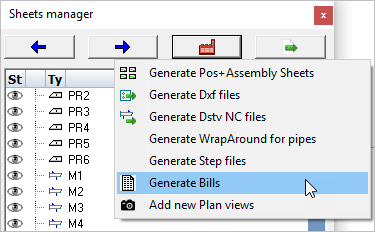 Sheets manager
x
St Ty
PR2
PR3
PR4
PR5
PR6
M1
M2
M3
M4
Generate Pos+Assembly Sheets
Generate Dxf files
Generate Dstv NC files
Generate WrapAround for pipes
Generate Step files
Generate Bills
Add new Plan views